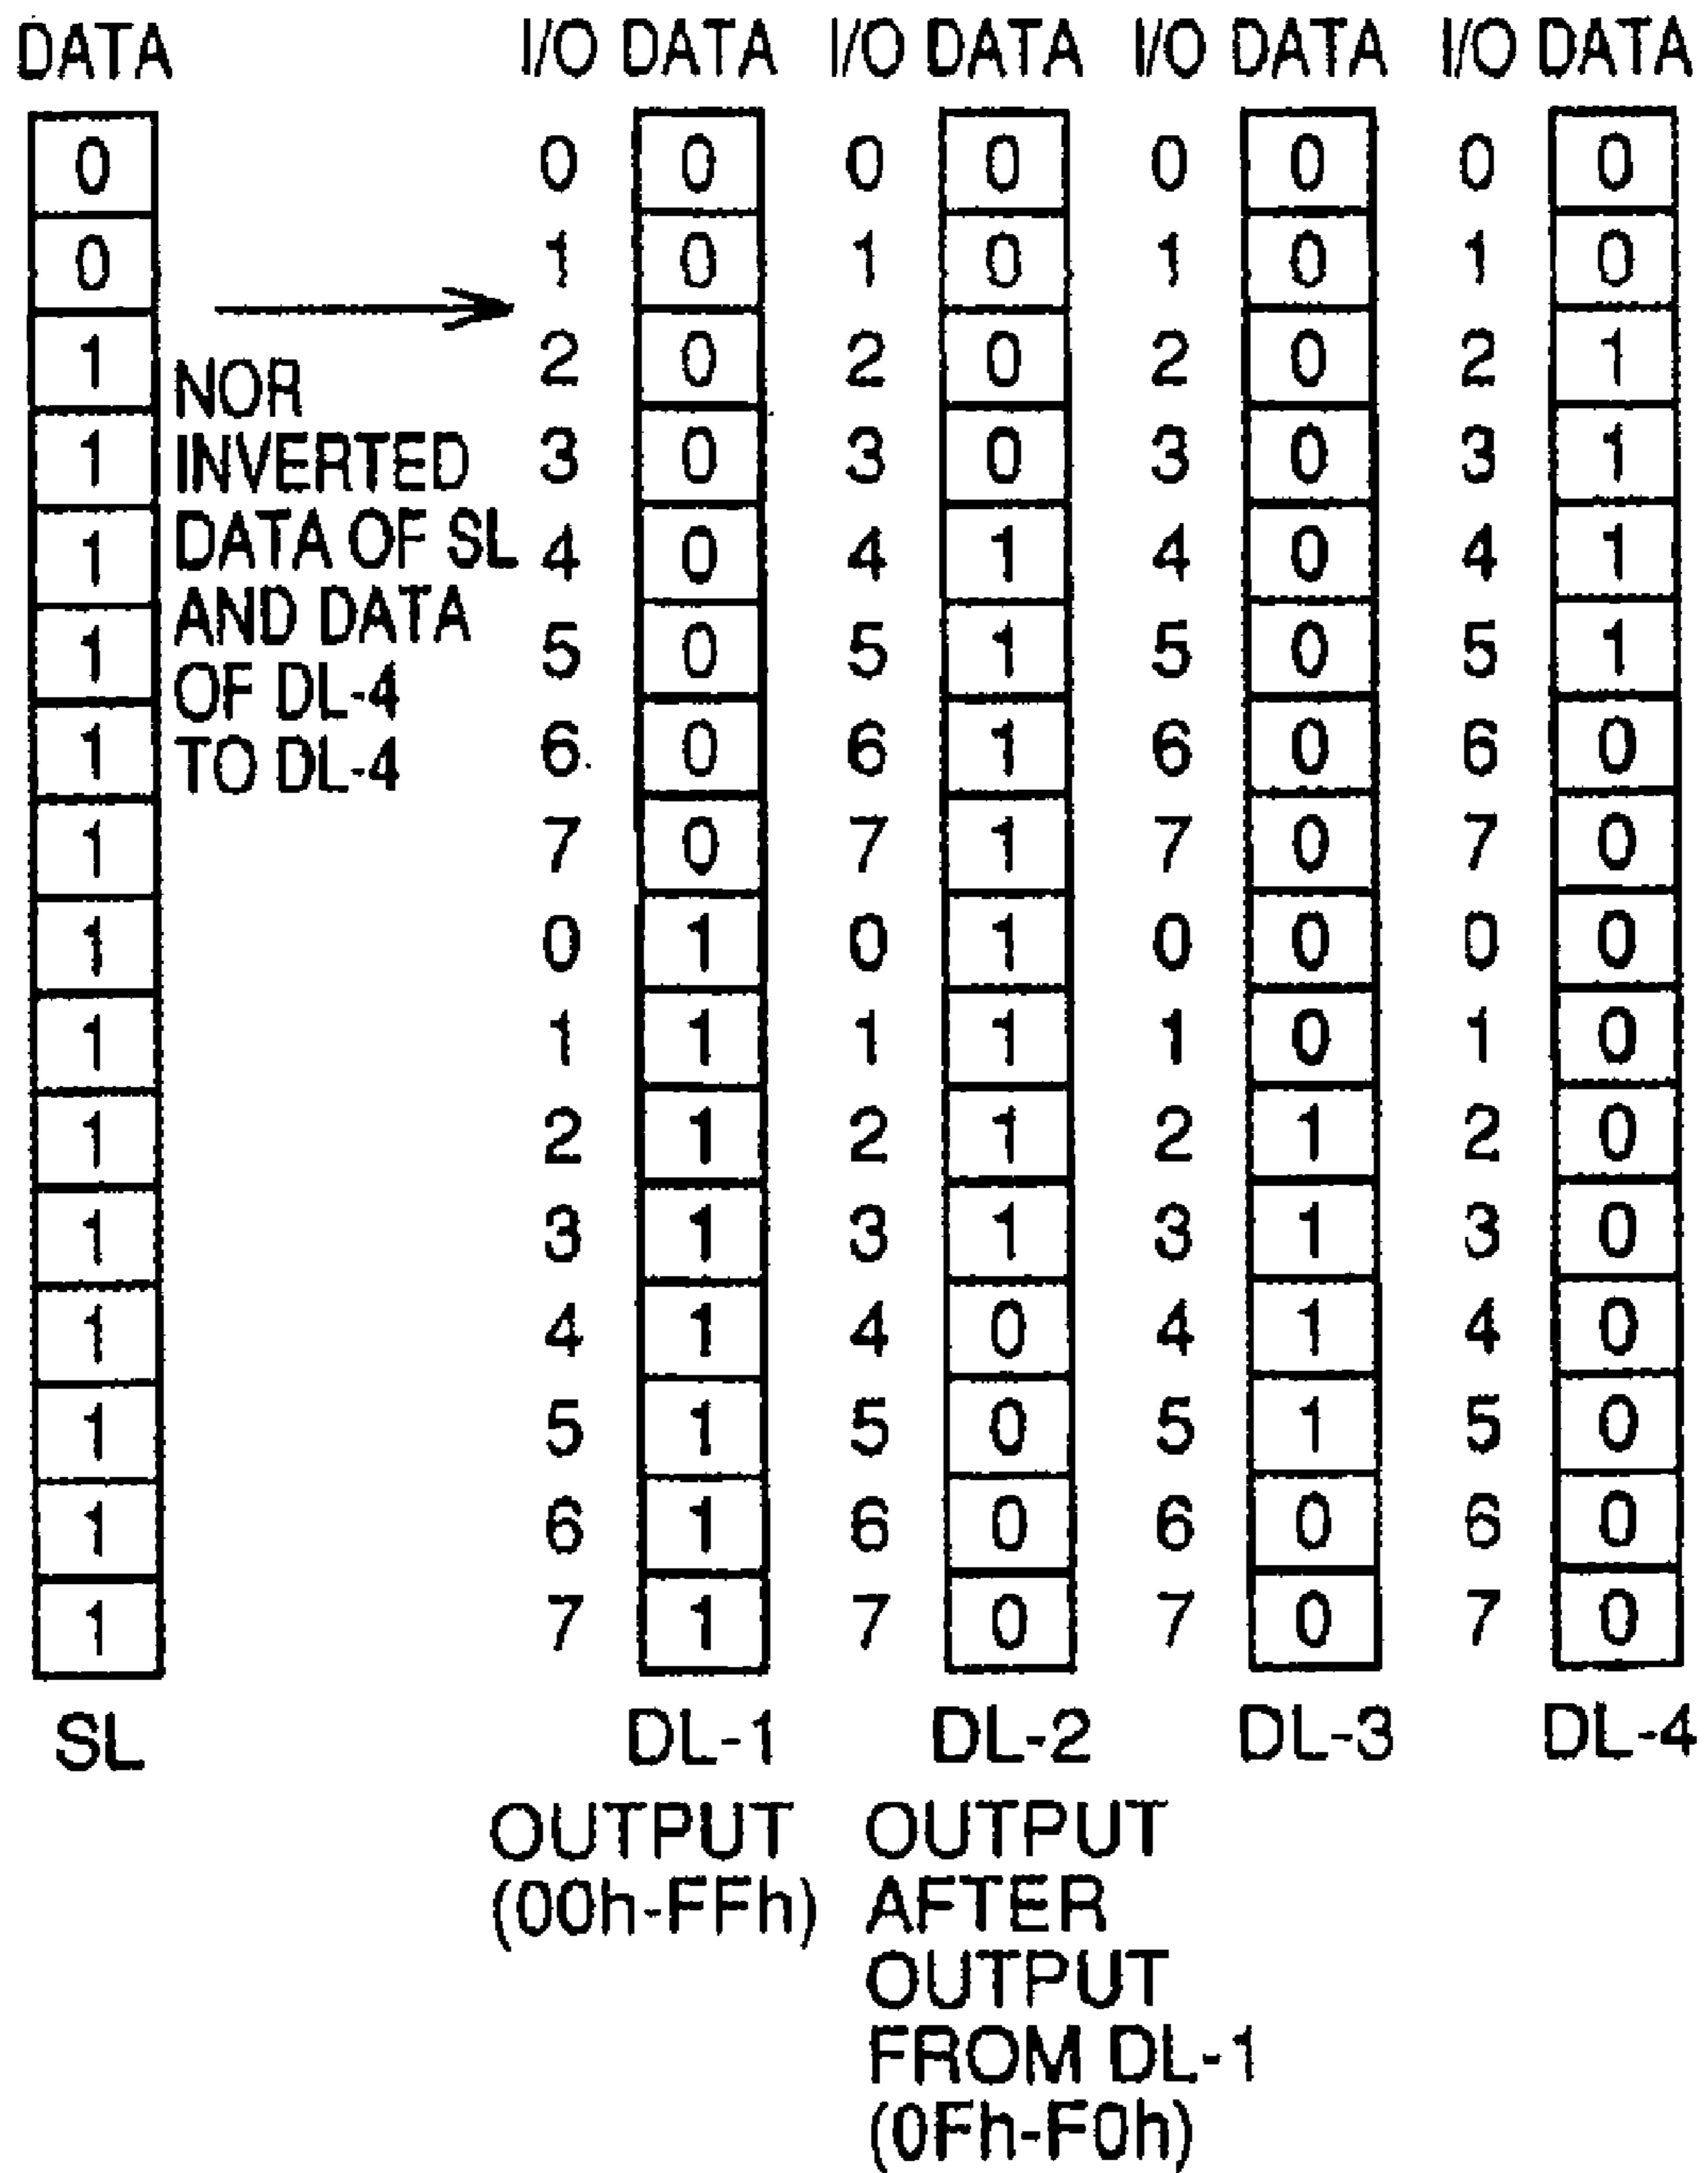 DATA I/O DATA I/O DATA I/O DATA I/O DATA
0 0 0 0 0 0 0 0 0
0 1 0 1 0 1 0 1 0
1 2 0 2 0 2 0 2 1
1 3 0 3 0 3 0 3 1
1 4 0 4 1 4 0 4 1
1 5 0 5 1 5 0 5 1
1 6 0 6 1 6 0 6 0
1 7 0 7 1 7 0 7 0
1 0 1 0 1 0 0 0 0
1 1 1 1 1 1 0 1 0
1 2 1 2 1 2 1 2 0
1 3 1 3 1 3 1 3 0
1 4 1 4 0 4 1 4 0
1 5 1 5 0 5 1 5 0
1 6 1 6 0 6 0 6 0
1 7 1 7 0 7 0 7 0
NOR
INVERTED
DATA OF SL
AND DATA
OF DL-4
TO DL-4
SL DL-1 DL-2 DL-3 DL-4
OUTPUT
(00h-FFh)
OUTPUT
AFTER
OUTPUT
FROM DL-1
(0Fh-F0h)